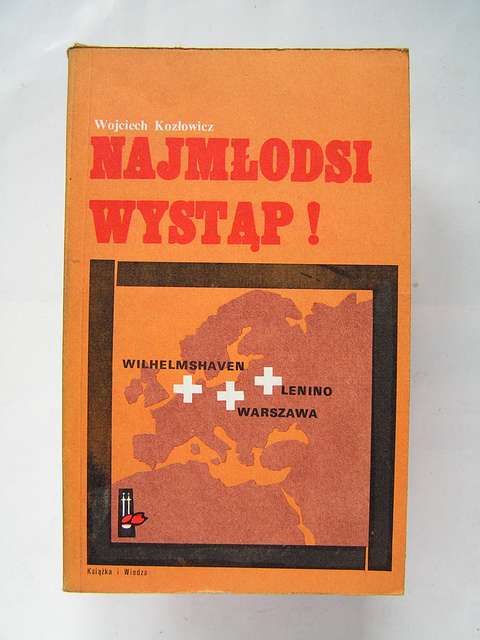 Wojciech Kozłowicz
NAJMŁODSI
WYSTĄP!
WILHELMSHAVEN
LENINO
WARSZAWA
Książka i Wiedza